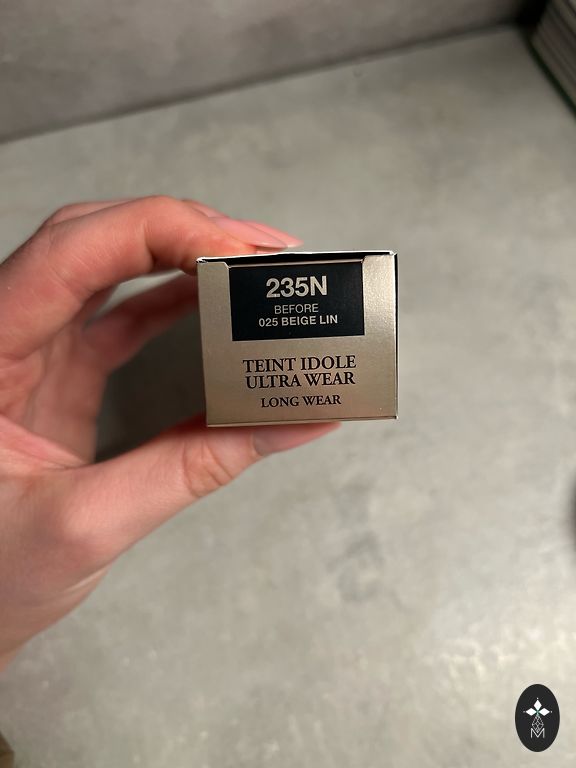 235N
BEFORE
025 BEIGE LIN
TEINT IDOLE
ULTRA WEAR
LONG WEAR
M